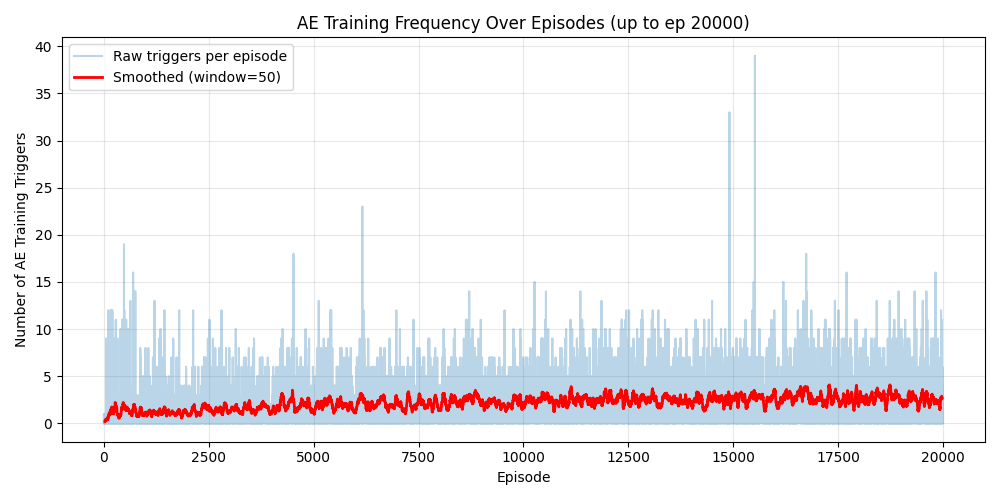 AE Training Frequency Over Episodes (up to ep 20000)
Raw triggers per episode
Smoothed (window=50)
Number of AE Training Triggers
40
35
30
25
20
15
10
5
0
0 2500 5000 7500 10000 12500 15000 17500 20000
Episode